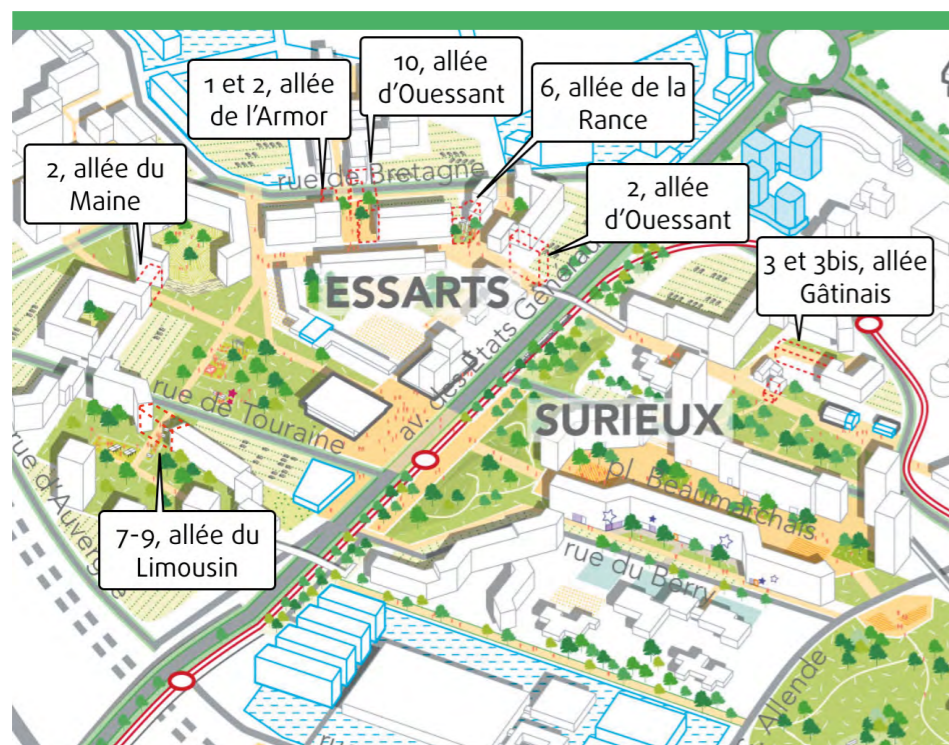 10, allée
d'Ouessant
1 et 2, allée
de l'Armor
6, allée de la
Rance
rue de Bretagne
2, allée du
Maine
2, allée
d'Ouessant
3 et 3bis, allée
Gâtinais
ESSARTS
av. des États Généraux
rue de Touraine
SURIEUX
pl. Beaumarchais
rue d'Auvergne
7-9, allée du
Limousin
rue du Berry
Allende